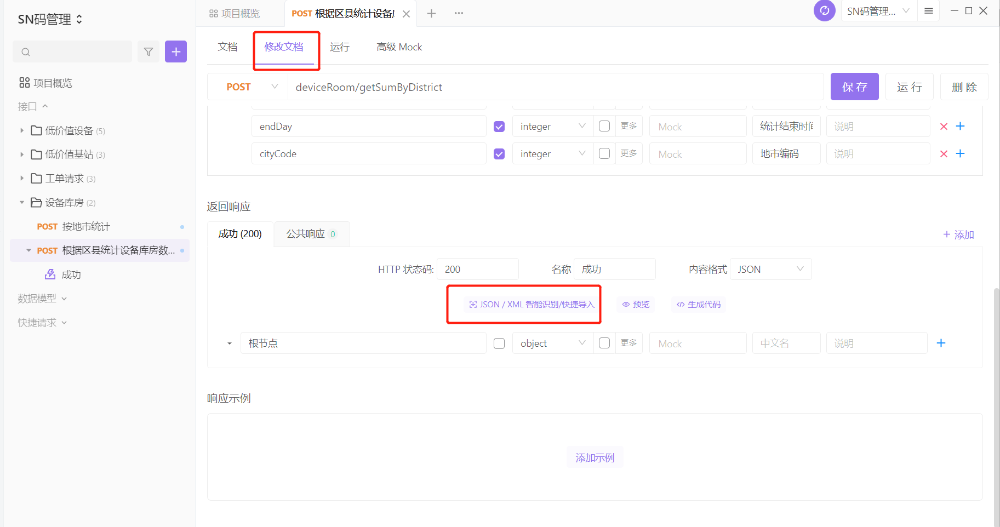 SN码管理
项目概览
接口
低价值设备 (5)
低价值基站 (3)
工单请求 (3)
设备库房 (2)
POST 按地市统计
POST 根据区县统计设备库房数...
成功
数据模型
快捷请求
项目概览
POST 根据区县统计设备库
SN码管理...
文档
修改文档
运行
高级 Mock
POST
deviceRoom/getSumByDistrict
保 存
运 行
删 除
endDay
integer
更多
Mock
统计结束时间
说明
cityCode
integer
更多
Mock
地市编码
说明
返回响应
成功 (200)
公共响应 0
+ 添加
HTTP 状态码: 200
名称 成功
内容格式 JSON
JSON / XML 智能识别/快捷导入
预览
</> 生成代码
根节点
object
更多
Mock
中文名
说明
响应示例
添加示例